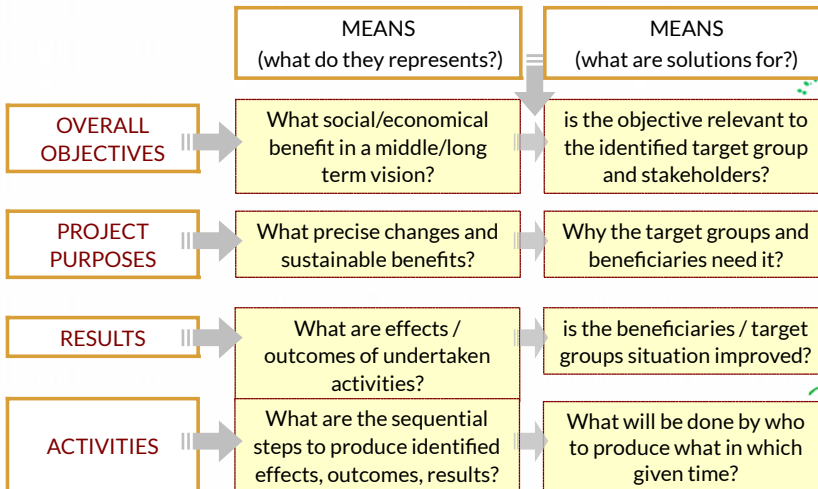 MEANS
(what do they represents?)
MEANS
(what are solutions for?)
OVERALL
OBJECTIVES
What social/economical
benefit in a middle/long
term vision?
is the objective relevant to
the identified target group
and stakeholders?
PROJECT
PURPOSES
What precise changes and
sustainable benefits?
Why the target groups and
beneficiaries need it?
RESULTS
What are effects /
outcomes of undertaken
activities?
is the beneficiaries / target
groups situation improved?
ACTIVITIES
What are the sequential
steps to produce identified
effects, outcomes, results?
What will be done by who
to produce what in which
given time?